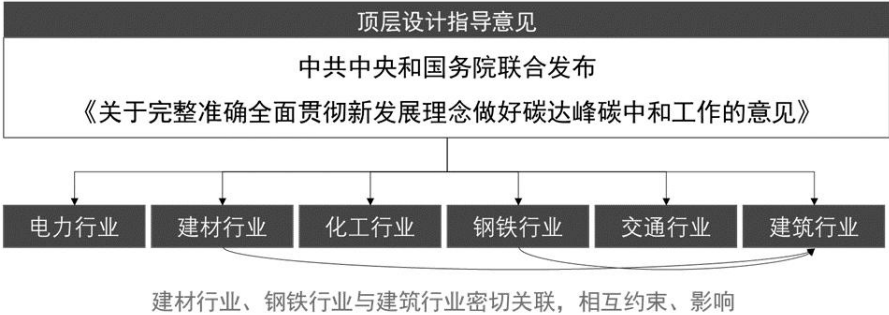 顶层设计指导意见
中共中央和国务院联合发布
《关于完整准确全面贯彻新发展理念做好碳达峰碳中和工作的意见》
电力行业 建材行业 化工行业 钢铁行业 交通行业 建筑行业
建材行业、钢铁行业与建筑行业密切关联，相互约束、影响